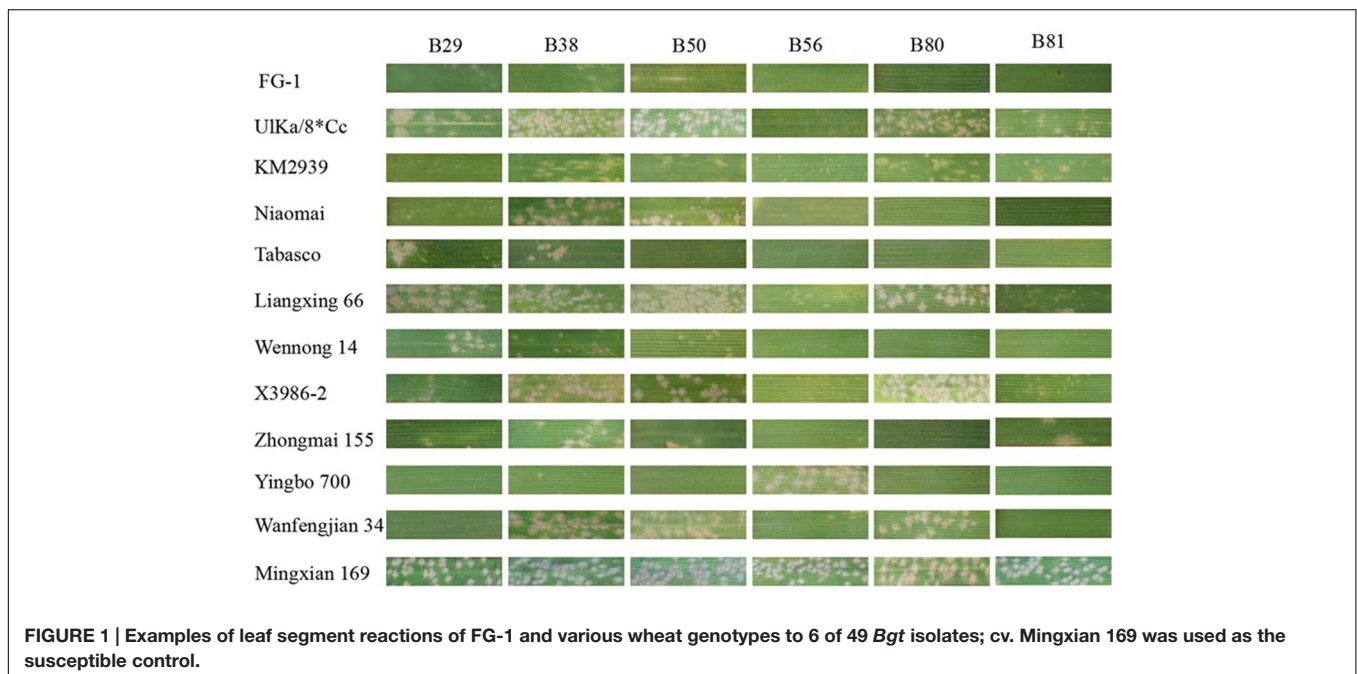 B29 B38 B50 B56 B80 B81
FG-1
UlKa/8*Cc
KM2939
Niaomai
Tabasco
Liangxing 66
Wennong 14
X3986-2
Zhongmai 155
Yingbo 700
Wanfengjian 34
Mingxian 169
FIGURE 1 | Examples of leaf segment reactions of FG-1 and various wheat genotypes to 6 of 49 Bgt isolates; cv. Mingxian 169 was used as the
susceptible control.